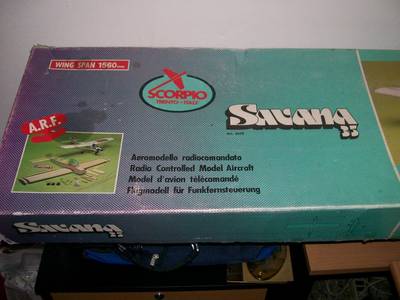 WING SPAN 1560mm
SCORPIO
TRENTO - ITALY
A.R.F.
Savana
Aeromodello radiocomandato
Radio Controlled Model Aircraft
Model d'avion télécomandé
Flugmodell für Funkfernsteuerung
Savana